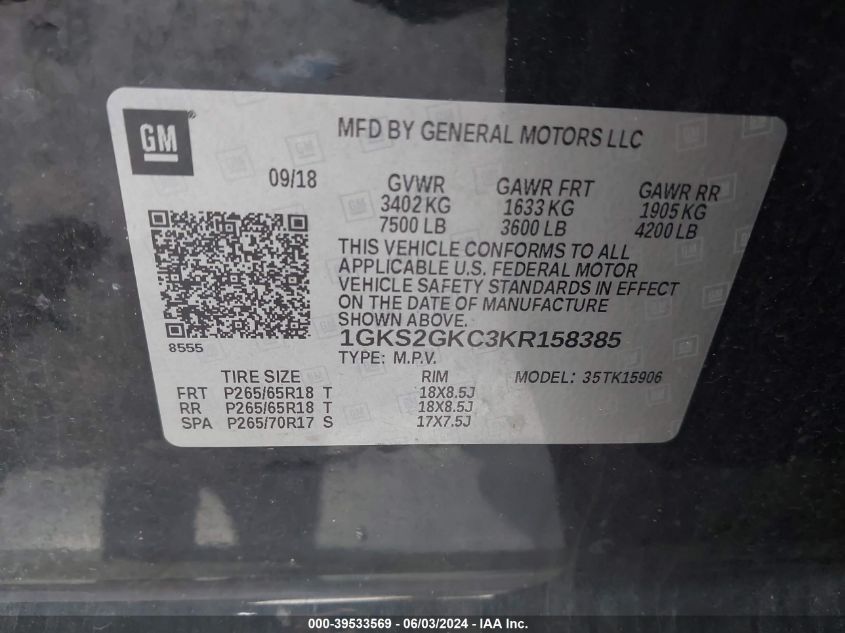 GM
MFD BY GENERAL MOTORS LLC
09/18
GVWR GAWR FRT GAWR RR
3402 KG 1633 KG 1905 KG
7500 LB 3600 LB 4200 LB
THIS VEHICLE CONFORMS TO ALL
APPLICABLE U.S. FEDERAL MOTOR
VEHICLE SAFETY STANDARDS IN EFFECT
ON THE DATE OF MANUFACTURE
SHOWN ABOVE.
8555
1GKS2GKC3KR158385
TYPE: M.P.V.
TIRE SIZE RIM MODEL: 35TK15906
FRT P265/65R18 T 18X8.5J
RR P265/65R18 T 18X8.5J
SPA P265/70R17 S 17X7.5J
000-39533569 - 06/03/2024 - IAA Inc.